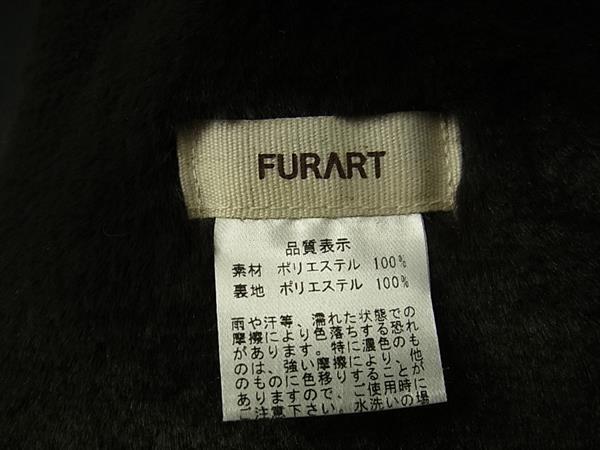 FURART
品質表示
素材 ポリエステル 100%
裏地 ポリエステル 100%
雨や汗等、濡れた状態での
摩擦により色落ちする恐れ
があります。特に濃色のも
のは、強い摩擦により、他
のものに色移りすることが
ありますので、ご使用時に
ご注意下さい。水洗いの場